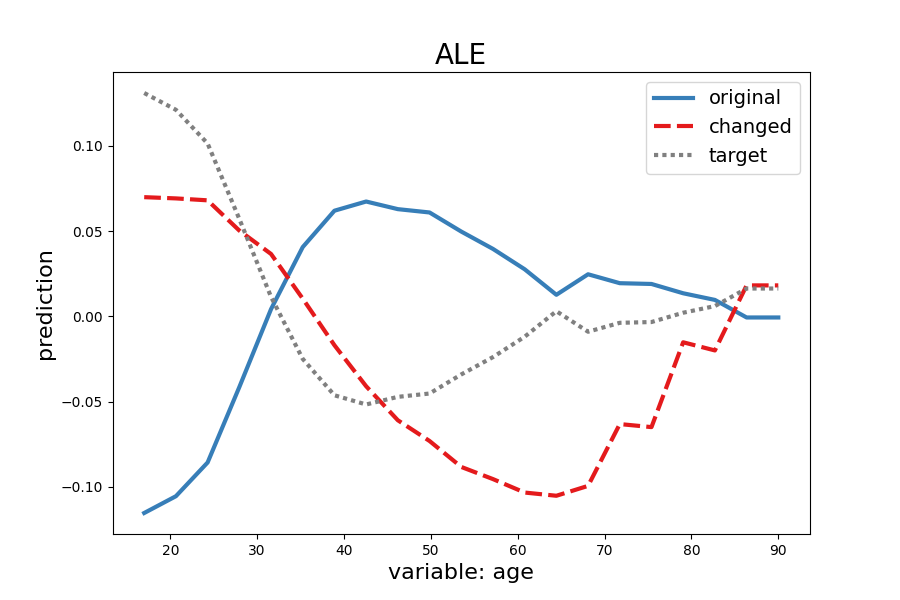 ALE
original
changed
target
prediction
0.10
0.05
0.00
−0.05
−0.10
20 30 40 50 60 70 80 90
variable: age